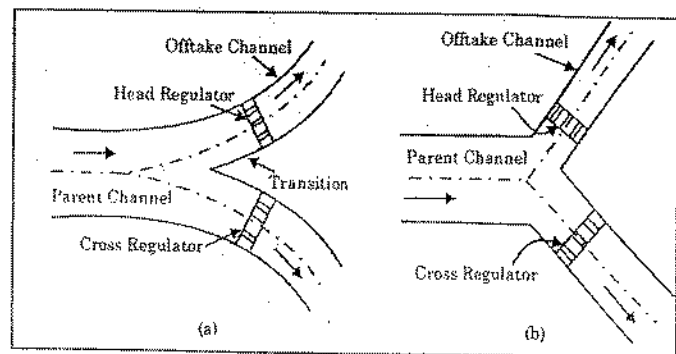 Offtake Channel
Head Regulator
Parent Channel
Transition
Cross Regulator
(a)
Offtake Channel
Head Regulator
Parent Channel
Cross Regulator
(b)